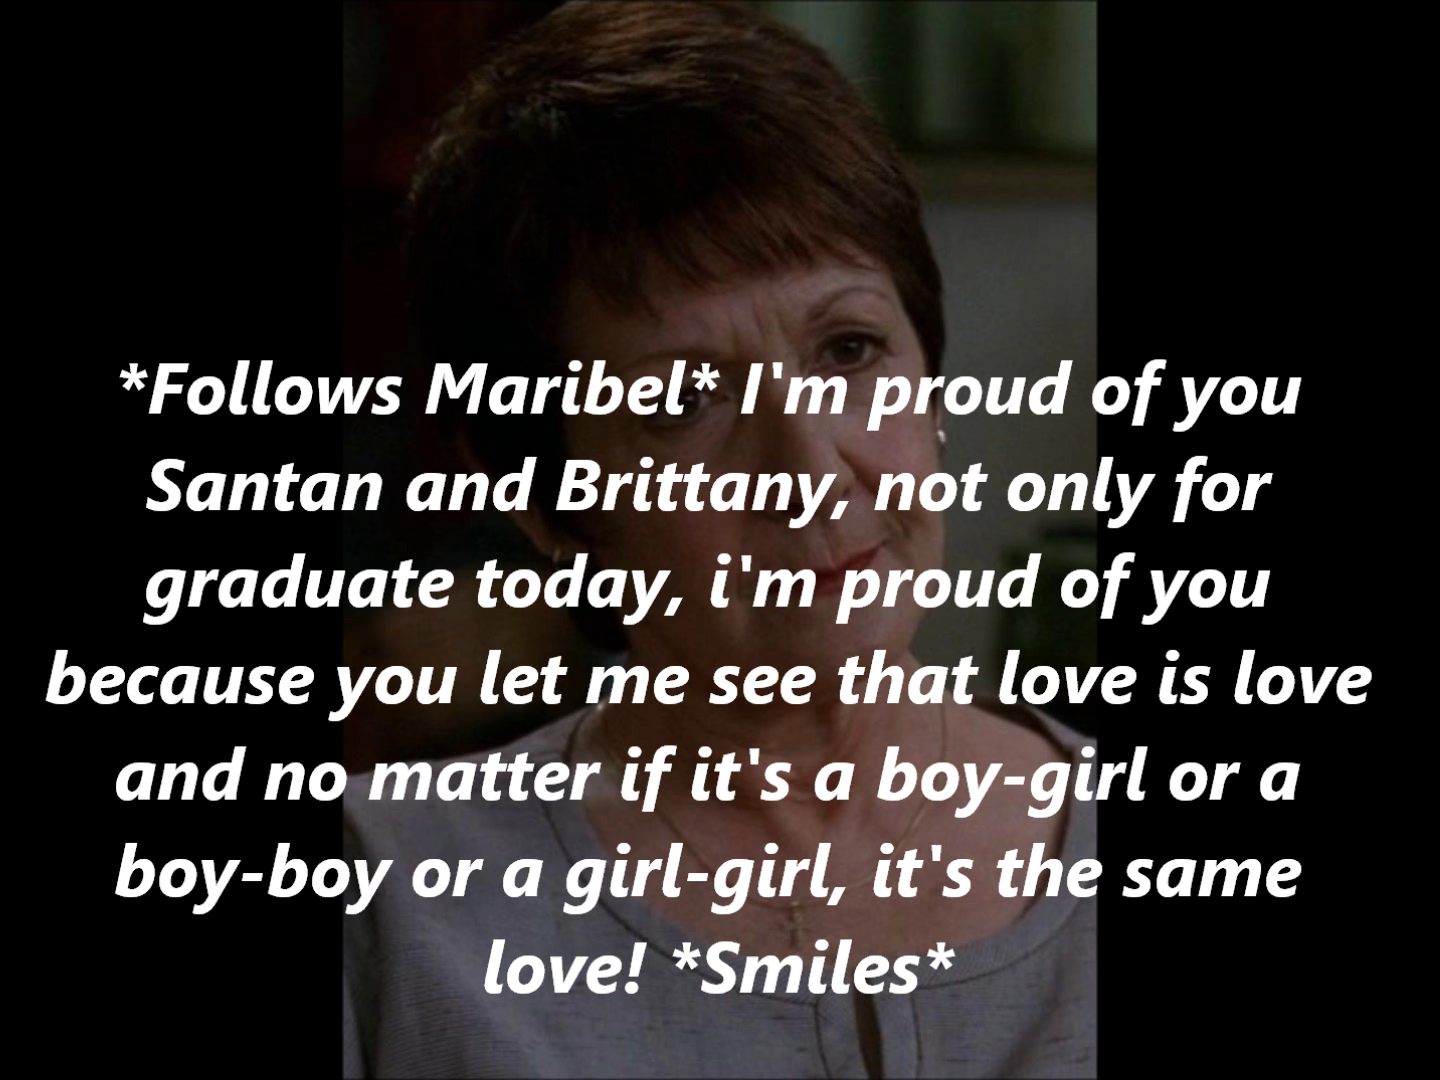 *Follows Maribel* I'm proud of you
Santan and Brittany, not only for
graduate today, i'm proud of you
because you let me see that love is love
and no matter if it's a boy-girl or a
boy-boy or a girl-girl, it's the same
love! *Smiles*